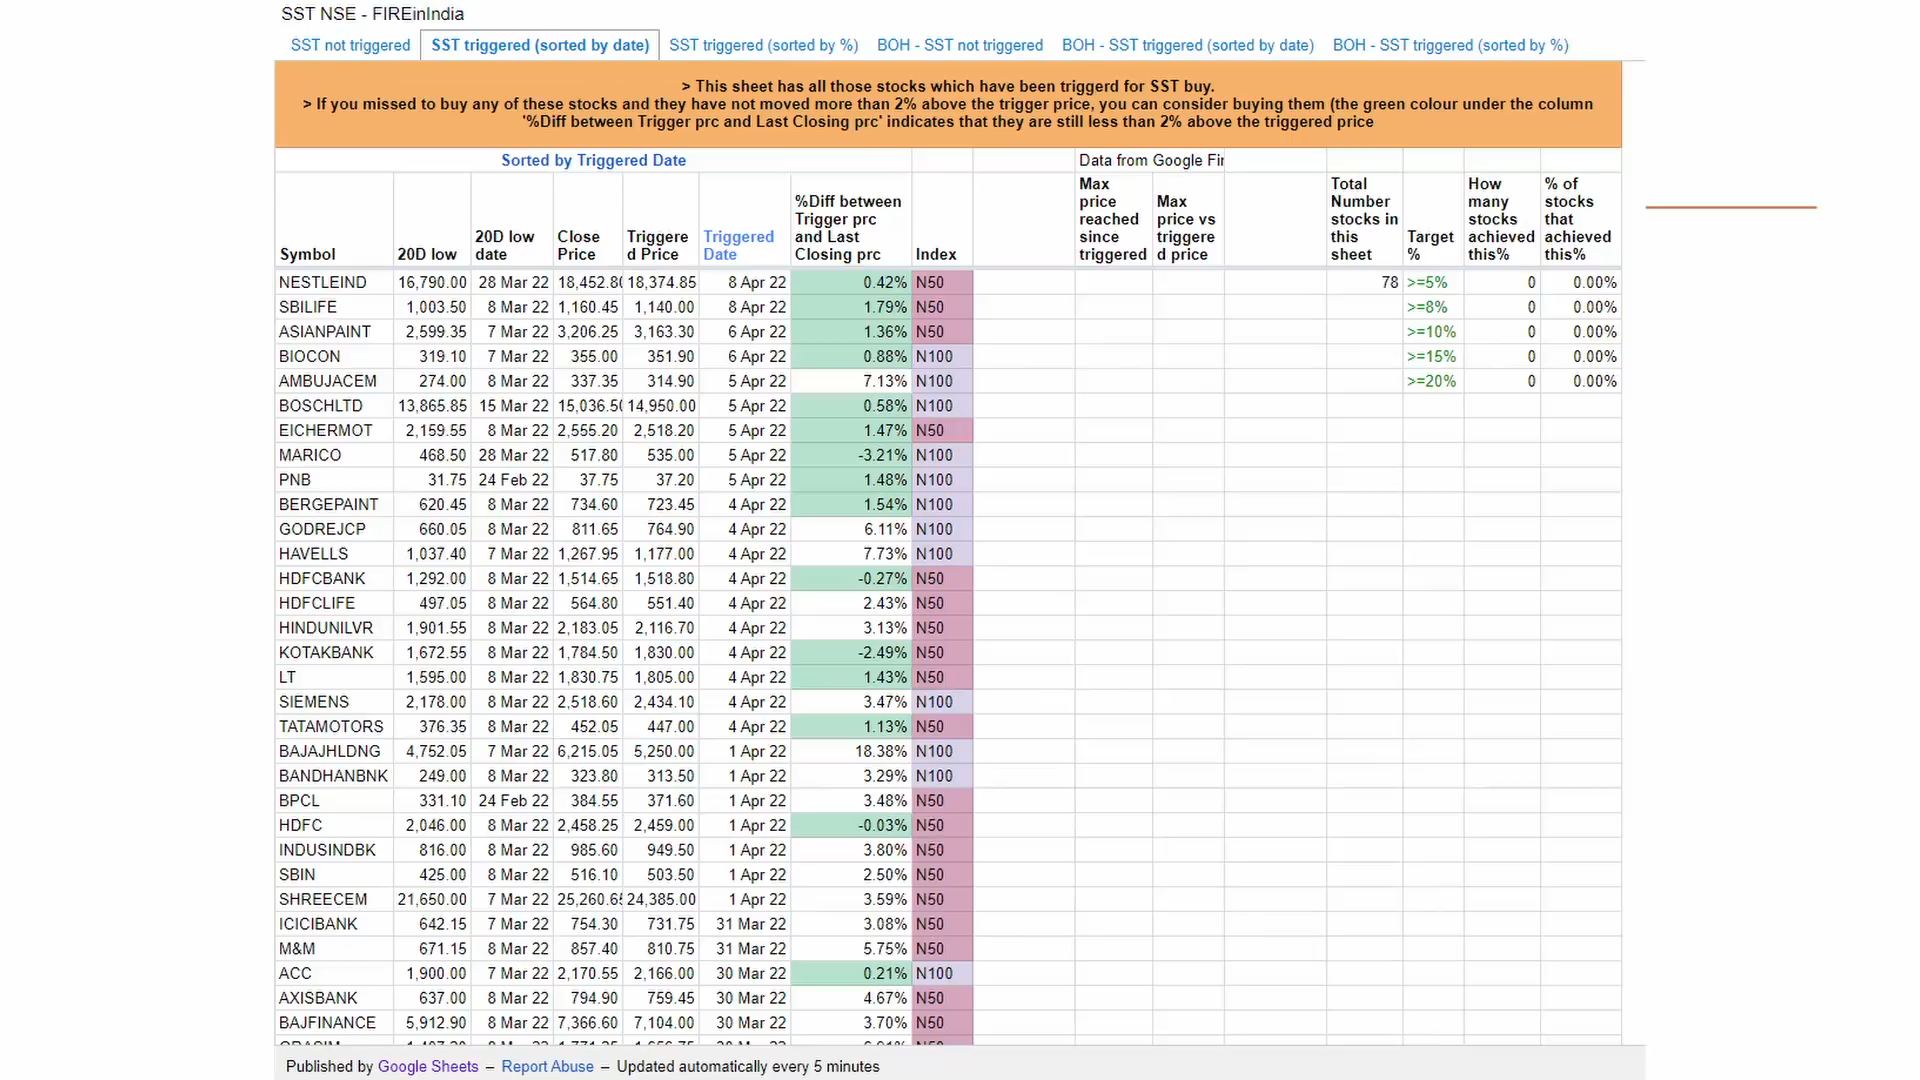 SST NSE - FIREinIndia
SST not triggered SST triggered (sorted by date) SST triggered (sorted by %) BOH - SST not triggered BOH - SST triggered (sorted by date) BOH - SST triggered (sorted by %)
> This sheet has all those stocks which have been triggerd for SST buy.
> If you missed to buy any of these stocks and they have not moved more than 2% above the trigger price, you can consider buying them (the green colour under the column
'%Diff between Trigger prc and Last Closing prc' indicates that they are still less than 2% above the triggered price
Sorted by Triggered Date Data from Google Fir
Symbol 20D low 20D low date Close Price Triggere d Price Triggered Date %Diff between Trigger prc and Last Closing prc Index Max price reached since triggered Max price vs triggere d price Total Number stocks in this sheet Target % How many stocks achieved this% % of stocks that achieved this%
NESTLEIND 16,790.00 28 Mar 22 18,452.80 18,374.85 8 Apr 22 0.42% N50 78 >=5% 0 0.00%
SBILIFE 1,003.50 8 Mar 22 1,160.45 1,140.00 8 Apr 22 1.79% N50 >=8% 0 0.00%
ASIANPAINT 2,599.35 7 Mar 22 3,206.25 3,163.30 6 Apr 22 1.36% N50 >=10% 0 0.00%
BIOCON 319.10 7 Mar 22 355.00 351.90 6 Apr 22 0.88% N100 >=15% 0 0.00%
AMBUJACEM 274.00 8 Mar 22 337.35 314.90 5 Apr 22 7.13% N100 >=20% 0 0.00%
BOSCHLTD 13,865.85 15 Mar 22 15,036.50 14,950.00 5 Apr 22 0.58% N100
EICHERMOT 2,159.55 8 Mar 22 2,555.20 2,518.20 5 Apr 22 1.47% N50
MARICO 468.50 28 Mar 22 517.80 535.00 5 Apr 22 -3.21% N100
PNB 31.75 24 Feb 22 37.75 37.20 5 Apr 22 1.48% N100
BERGEPAINT 620.45 8 Mar 22 734.60 723.45 4 Apr 22 1.54% N100
GODREJCP 660.05 8 Mar 22 811.65 764.90 4 Apr 22 6.11% N100
HAVELLS 1,037.40 7 Mar 22 1,267.95 1,177.00 4 Apr 22 7.73% N100
HDFCBANK 1,292.00 8 Mar 22 1,514.65 1,518.80 4 Apr 22 -0.27% N50
HDFCLIFE 497.05 8 Mar 22 564.80 551.40 4 Apr 22 2.43% N50
HINDUNILVR 1,901.55 8 Mar 22 2,183.05 2,116.70 4 Apr 22 3.13% N50
KOTAKBANK 1,672.55 8 Mar 22 1,784.50 1,830.00 4 Apr 22 -2.49% N50
LT 1,595.00 8 Mar 22 1,830.75 1,805.00 4 Apr 22 1.43% N50
SIEMENS 2,178.00 8 Mar 22 2,518.60 2,434.10 4 Apr 22 3.47% N100
TATAMOTORS 376.35 8 Mar 22 452.05 447.00 4 Apr 22 1.13% N50
BAJAJHLDNG 4,752.05 7 Mar 22 6,215.05 5,250.00 1 Apr 22 18.38% N100
BANDHANBNK 249.00 8 Mar 22 323.80 313.50 1 Apr 22 3.29% N100
BPCL 331.10 24 Feb 22 384.55 371.60 1 Apr 22 3.48% N50
HDFC 2,046.00 8 Mar 22 2,458.25 2,459.00 1 Apr 22 -0.03% N50
INDUSINDBK 816.00 8 Mar 22 985.60 949.50 1 Apr 22 3.80% N50
SBIN 425.00 8 Mar 22 516.10 503.50 1 Apr 22 2.50% N50
SHREECEM 21,650.00 7 Mar 22 25,260.65 24,385.00 1 Apr 22 3.59% N50
ICICIBANK 642.15 7 Mar 22 754.30 731.75 31 Mar 22 3.08% N50
M&M 671.15 8 Mar 22 857.40 810.75 31 Mar 22 5.75% N50
ACC 1,900.00 7 Mar 22 2,170.55 2,166.00 30 Mar 22 0.21% N100
AXISBANK 637.00 8 Mar 22 794.90 759.45 30 Mar 22 4.67% N50
BAJFINANCE 5,912.90 8 Mar 22 7,366.60 7,104.00 30 Mar 22 3.70% N50
Published by Google Sheets – Report Abuse – Updated automatically every 5 minutes